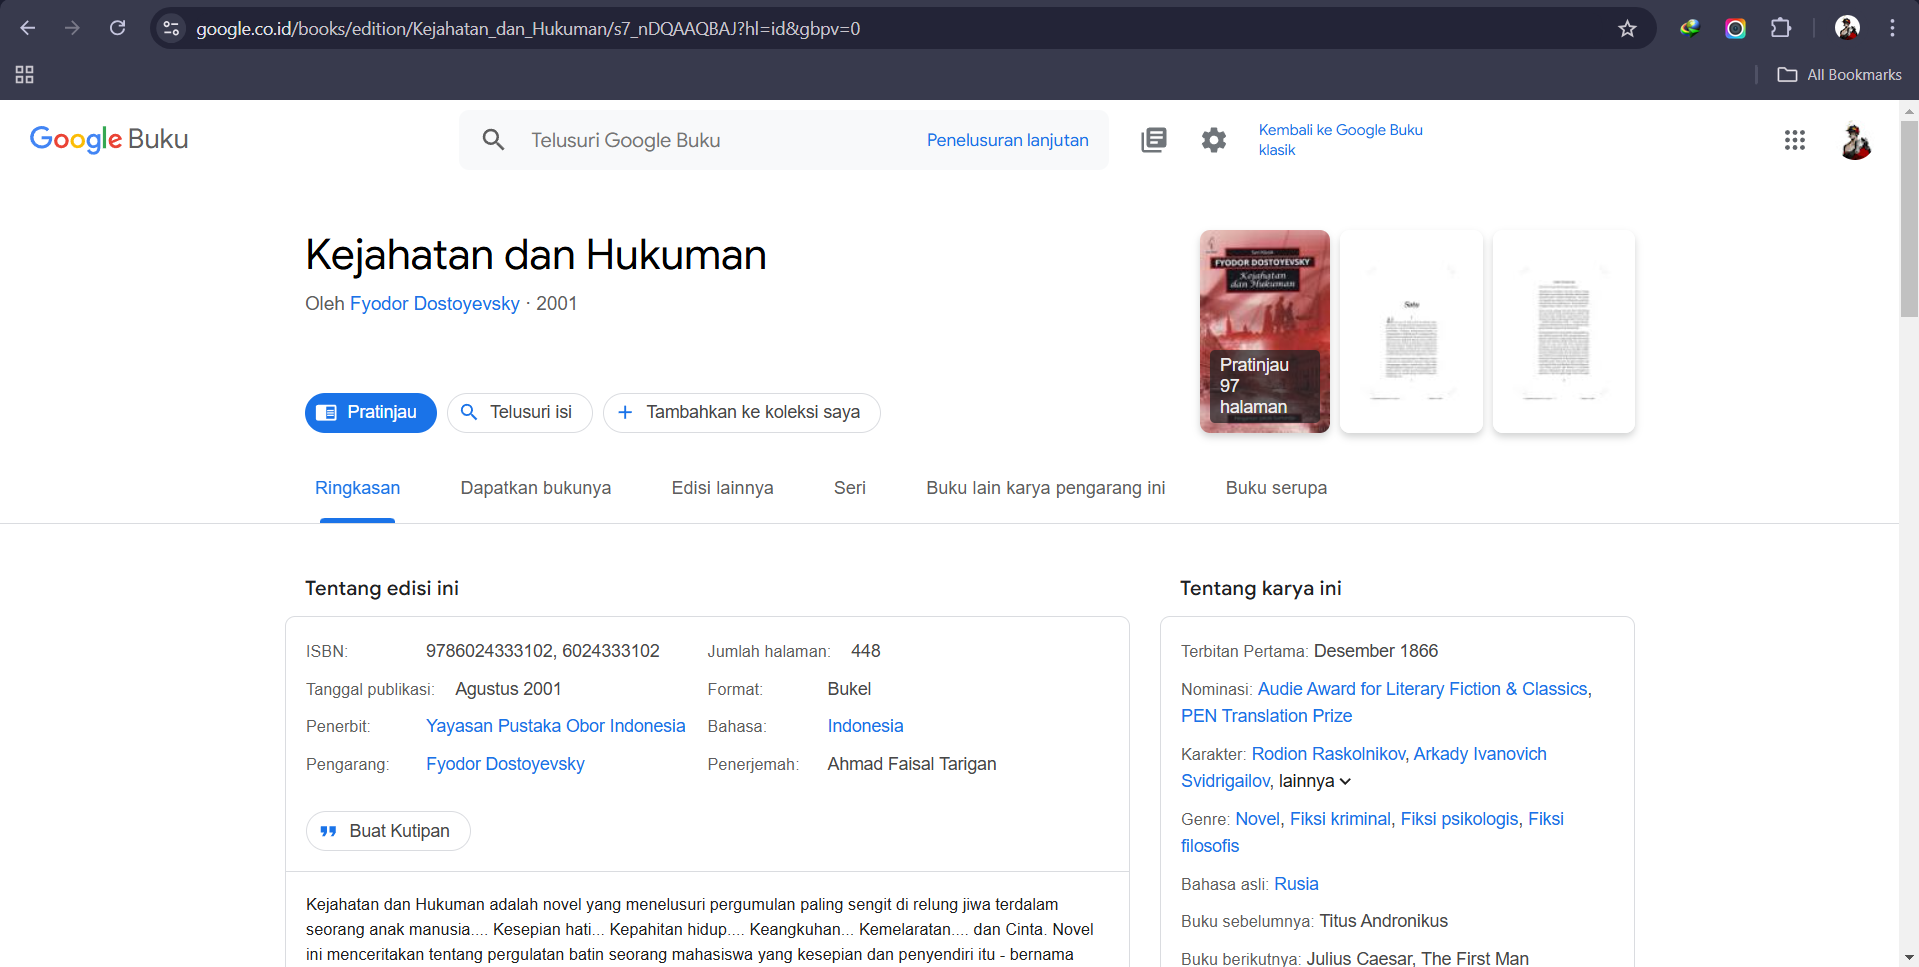 google.co.id/books/edition/Kejahatan_dan_Hukuman/s7_nDQAAQBAJ?hl=id&gbpv=0
All Bookmarks
Google Buku
Telusuri Google Buku
Penelusuran lanjutan
Kembali ke Google Buku
klasik
Kejahatan dan Hukuman
Oleh Fyodor Dostoyevsky · 2001
FYODOR DOSTOYEVSKY
Kejahatan
dan Hukuman
Pratinjau
97
halaman
Satu
Pratinjau
Telusuri isi
Tambahkan ke koleksi saya
Ringkasan
Dapatkan bukunya
Edisi lainnya
Seri
Buku lain karya pengarang ini
Buku serupa
Tentang edisi ini
ISBN: 9786024333102, 6024333102
Jumlah halaman: 448
Tanggal publikasi: Agustus 2001
Format: Bukel
Penerbit: Yayasan Pustaka Obor Indonesia
Bahasa: Indonesia
Pengarang: Fyodor Dostoyevsky
Penerjemah: Ahmad Faisal Tarigan
Buat Kutipan
Kejahatan dan Hukuman adalah novel yang menelusuri pergumulan paling sengit di relung jiwa terdalam
seorang anak manusia.... Kesepian hati... Kepahitan hidup.... Keangkuhan... Kemelaratan.... dan Cinta. Novel
ini menceritakan tentang pergulatan batin seorang mahasiswa yang kesepian dan penyendiri itu - bernama
Tentang karya ini
Terbitan Pertama: Desember 1866
Nominasi: Audie Award for Literary Fiction & Classics,
PEN Translation Prize
Karakter: Rodion Raskolnikov, Arkady Ivanovich
Svidrigailov, lainnya
Genre: Novel, Fiksi kriminal, Fiksi psikologis, Fiksi
filosofis
Bahasa asli: Rusia
Buku sebelumnya: Titus Andronikus
Buku berikutnya: Julius Caesar, The First Man